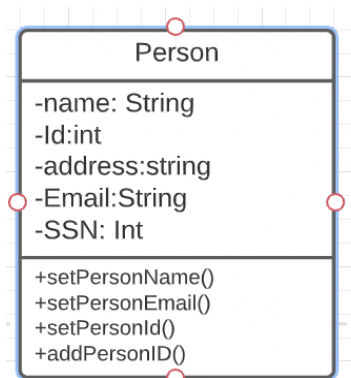 Person
-name: String
-Id:int
-address:string
-Email:String
-SSN: Int
+setPersonName()
+setPersonEmail()
+setPersonId()
+addPersonID()